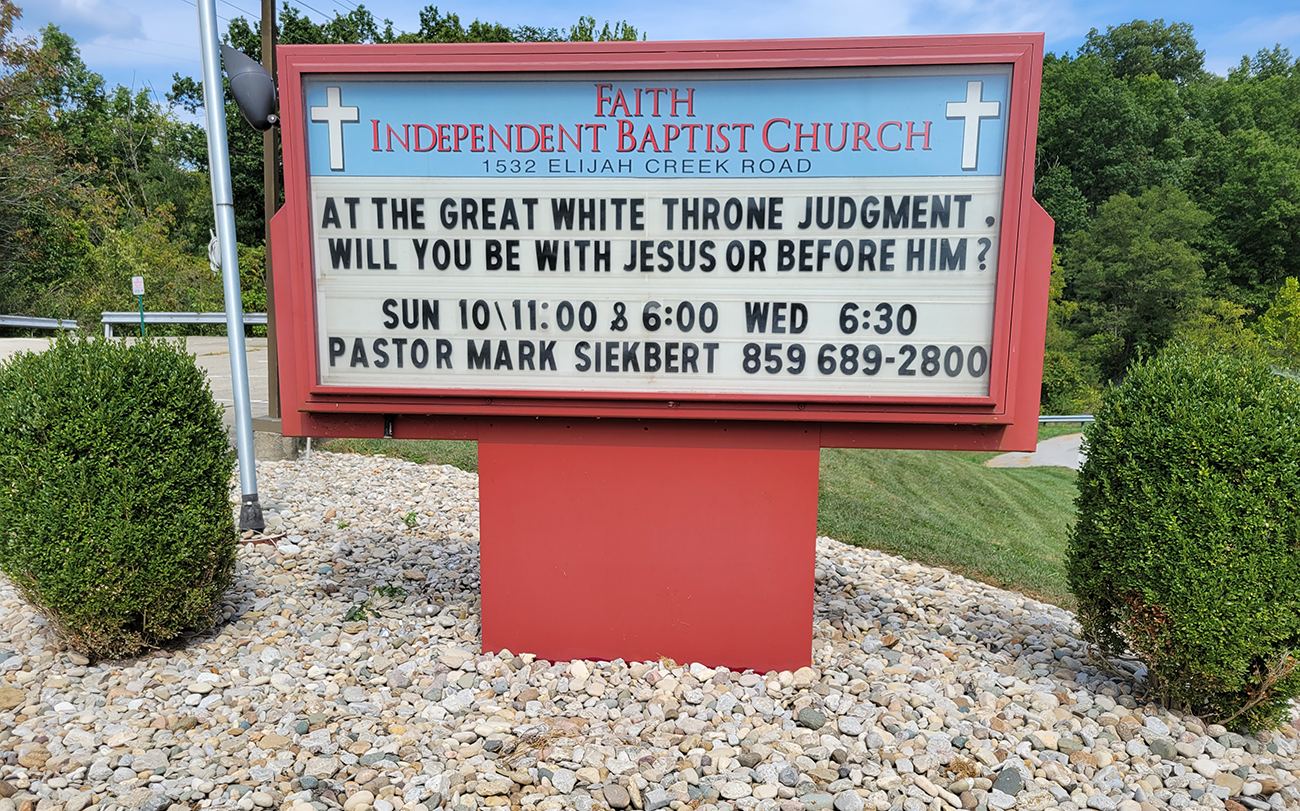 FAITH
INDEPENDENT BAPTIST CHURCH
1532 ELIJAH CREEK ROAD
AT THE GREAT WHITE THRONE JUDGMENT,
WILL YOU BE WITH JESUS OR BEFORE HIM?
SUN 10\11:00 & 6:00 WED 6:30
PASTOR MARK SIEKBERT 859 689-2800